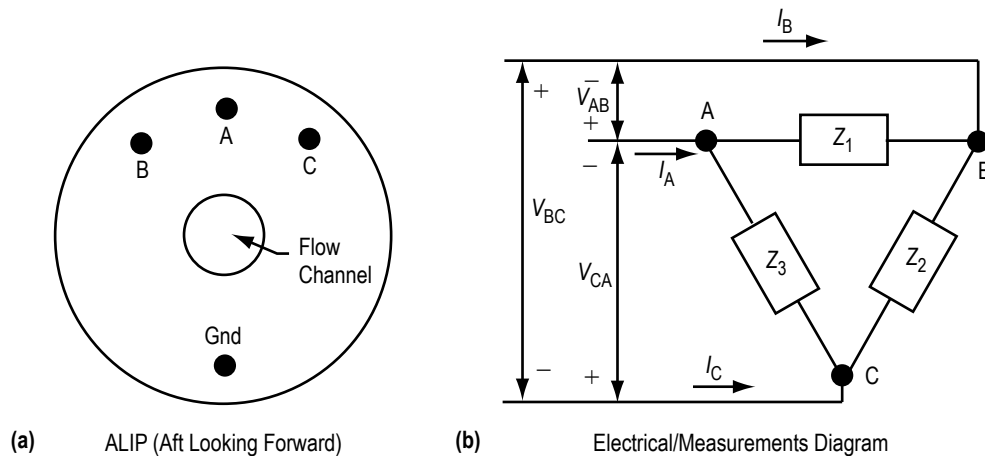 A
B
C
Flow
Channel
Gnd
(a) ALIP (Aft Looking Forward)
I_B
+
−
V_AB
+
−
A
Z_1
B
I_A
V_BC
V_CA
Z_3
Z_2
−
+
I_C
C
(b) Electrical/Measurements Diagram